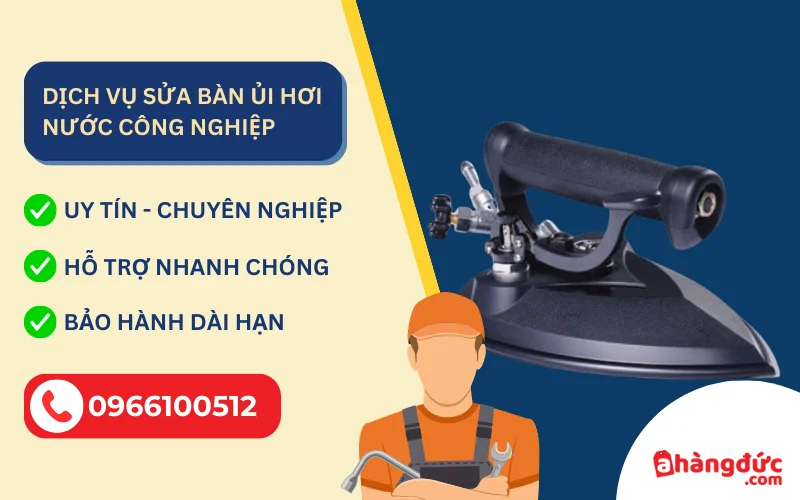 DỊCH VỤ SỬA BÀN ỦI HƠI
NƯỚC CÔNG NGHIỆP
UY TÍN - CHUYÊN NGHIỆP
HỖ TRỢ NHANH CHÓNG
BẢO HÀNH DÀI HẠN
0966100512
ahàngđức
.com